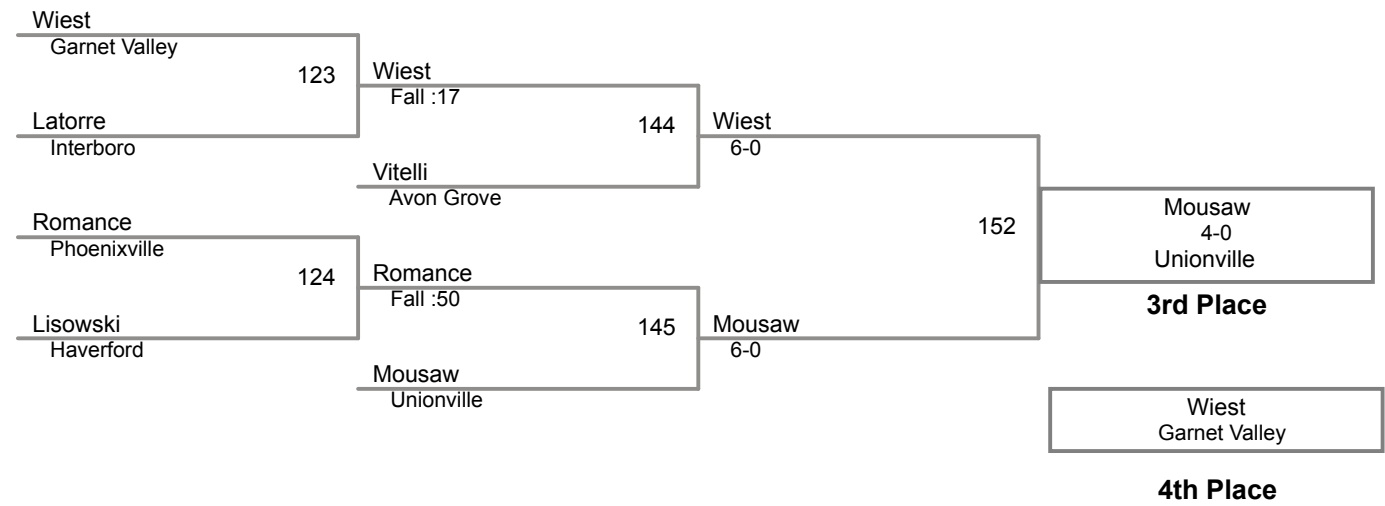 Wiest
Garnet Valley
123
Latorre
Interboro
Romance
Phoenixville
124
Lisowski
Haverford
Wiest
Fall :17
144
Vitelli
Avon Grove
Romance
Fall :50
145
Mousaw
Unionville
Wiest
6-0
152
Mousaw
6-0
Mousaw
4-0
Unionville
3rd Place
Wiest
Garnet Valley
4th Place